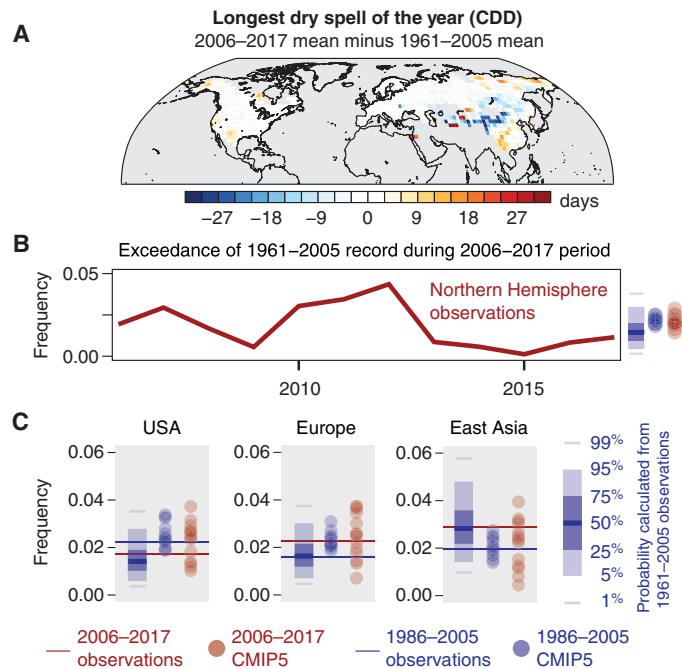 A
Longest dry spell of the year (CDD)
2006–2017 mean minus 1961–2005 mean
−27 −18 −9 0 9 18 27 days
B
Exceedance of 1961–2005 record during 2006–2017 period
Frequency
0.05
0.00
Northern Hemisphere
observations
2010 2015
C
USA Europe East Asia
Frequency
0.06 0.06 0.06
0.04 0.04 0.04
0.02 0.02 0.02
0.00 0.00 0.00
99%
95%
75%
50%
25%
5%
1%
Probability calculated from
1961–2005 observations
2006–2017 2006–2017 1986–2005 1986–2005
observations CMIP5 observations CMIP5